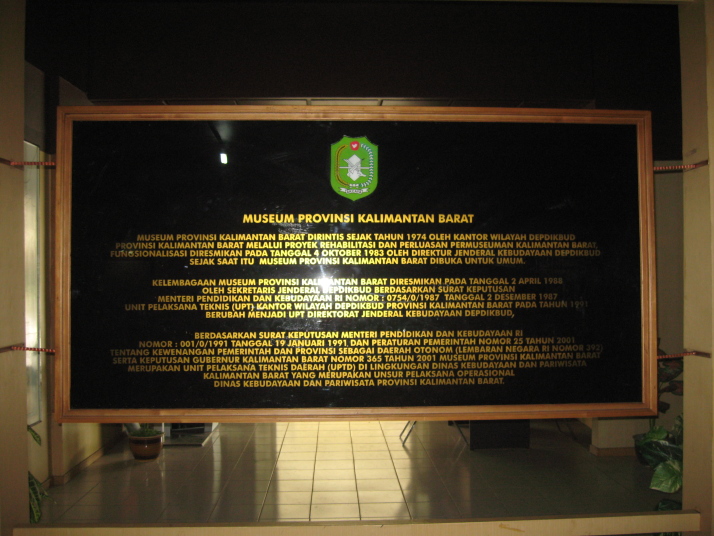 MUSEUM PROVINSI KALIMANTAN BARAT
MUSEUM PROVINSI KALIMANTAN BARAT DIRINTIS SEJAK TAHUN 1974 OLEH KANTOR WILAYAH DEPDIKBUD
PROVINSI KALIMANTAN BARAT MELALUI PROYEK REHABILITASI DAN PERLUASAN PERMUSEUMAN KALIMANTAN BARAT,
FUNGSIONALISASI DIRESMIKAN PADA TANGGAL 4 OKTOBER 1983 OLEH DIREKTUR JENDERAL KEBUDAYAAN DEPDIKBUD
SEJAK SAAT ITU MUSEUM PROVINSI KALIMANTAN BARAT DIBUKA UNTUK UMUM.
KELEMBAGAAN MUSEUM PROVINSI KALIMANTAN BARAT DIRESMIKAN PADA TANGGAL 2 APRIL 1988
OLEH SEKRETARIS JENDERAL DEPDIKBUD BERDASARKAN SURAT KEPUTUSAN
MENTERI PENDIDIKAN DAN KEBUDAYAAN RI NOMOR : 0754/0/1987 TANGGAL 2 DESEMBER 1987
UNIT PELAKSANA TEKNIS (UPT) KANTOR WILAYAH DEPDIKBUD PROVINSI KALIMANTAN BARAT PADA TAHUN 1991
BERUBAH MENJADI UPT DIREKTORAT JENDERAL KEBUDAYAAN DEPDIKBUD,
BERDASARKAN SURAT KEPUTUSAN MENTERI PENDIDIKAN DAN KEBUDAYAAN RI
NOMOR : 001/0/1991 TANGGAL 19 JANUARI 1991 DAN PERATURAN PEMERINTAH NOMOR 25 TAHUN 2001
TENTANG KEWENANGAN PEMERINTAH DAN PROVINSI SEBAGAI DAERAH OTONOM (LEMBARAN NEGARA RI NOMOR 392)
SERTA KEPUTUSAN GUBERNUR KALIMANTAN BARAT NOMOR 365 TAHUN 2001 MUSEUM PROVINSI KALIMANTAN BARAT
MERUPAKAN UNIT PELAKSANA TEKNIS DAERAH (UPTD) DI LINGKUNGAN DINAS KEBUDAYAAN DAN PARIWISATA
KALIMANTAN BARAT YANG MERUPAKAN UNSUR PELAKSANA OPERASIONAL
DINAS KEBUDAYAAN DAN PARIWISATA PROVINSI KALIMANTAN BARAT.